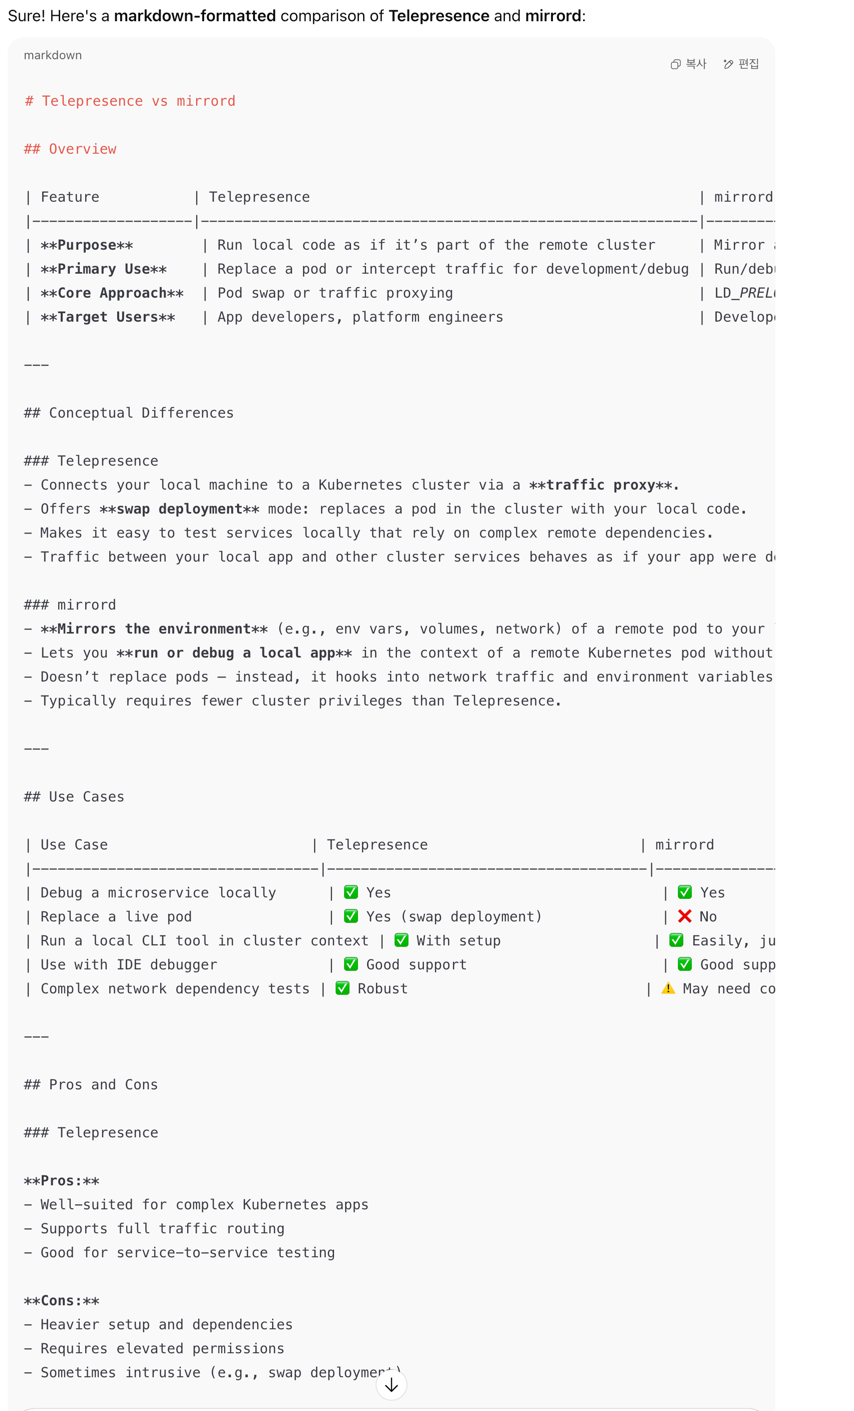 Sure! Here's a markdown-formatted comparison of Telepresence and mirrord:
markdown
복사 편집
# Telepresence vs mirrord
## Overview
| Feature | Telepresence | mirrord
|-------------------|-----------------------------------------------------------|---------
| **Purpose** | Run local code as if it’s part of the remote cluster | Mirror
| **Primary Use** | Replace a pod or intercept traffic for development/debug | Run/debu
| **Core Approach** | Pod swap or traffic proxying | LD_PREL
| **Target Users** | App developers, platform engineers | Develop
---
## Conceptual Differences
### Telepresence
- Connects your local machine to a Kubernetes cluster via a **traffic proxy**.
- Offers **swap deployment** mode: replaces a pod in the cluster with your local code.
- Makes it easy to test services locally that rely on complex remote dependencies.
- Traffic between your local app and other cluster services behaves as if your app were d
### mirrord
- **Mirrors the environment** (e.g., env vars, volumes, network) of a remote pod to your
- Lets you **run or debug a local app** in the context of a remote Kubernetes pod without
- Doesn’t replace pods — instead, it hooks into network traffic and environment variables
- Typically requires fewer cluster privileges than Telepresence.
---
## Use Cases
| Use Case | Telepresence | mirrord
|----------------------------------|--------------------------------------|---------------
| Debug a microservice locally | ✅ Yes | ✅ Yes
| Replace a live pod | ✅ Yes (swap deployment) | ❌ No
| Run a local CLI tool in cluster context | ✅ With setup | ✅ Easily, ju
| Use with IDE debugger | ✅ Good support | ✅ Good supp
| Complex network dependency tests | ✅ Robust | ⚠️ May need co
---
## Pros and Cons
### Telepresence
**Pros:**
- Well-suited for complex Kubernetes apps
- Supports full traffic routing
- Good for service-to-service testing
**Cons:**
- Heavier setup and dependencies
- Requires elevated permissions
- Sometimes intrusive (e.g., swap deployment)